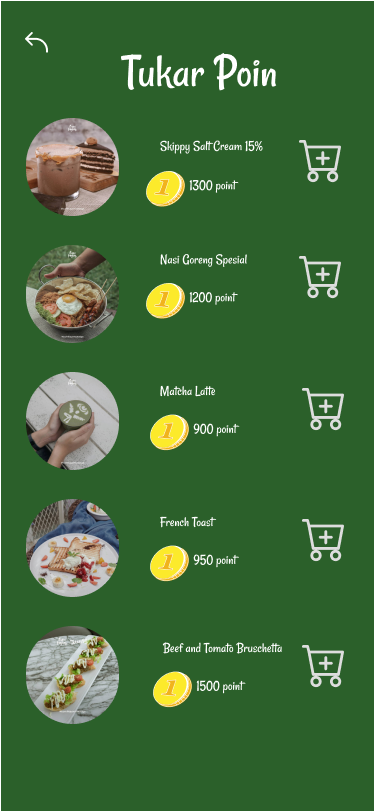 Tukar Poin
Skippy Salt Cream 15%
1
1300 point
Nasi Goreng Spesial
1
1200 point
Matcha Latte
1
900 point
French Toast
1
950 point
Beef and Tomato Bruschetta
1
1500 point